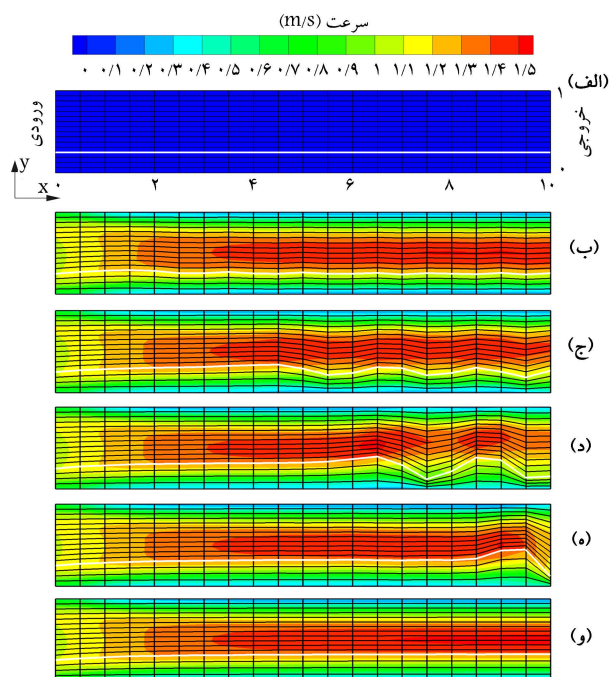 سرعت (m/s)
۰ ۰/۱ ۰/۲ ۰/۳ ۰/۴ ۰/۵ ۰/۶ ۰/۷ ۰/۸ ۰/۹ ۱ ۱/۱ ۱/۲ ۱/۳ ۱/۴ ۱/۵
(الف)
ورودی
خروجی
۱
۰
y
x
۰ ۲ ۴ ۶ ۸ ۱۰
(ب)
(ج)
(د)
(ه)
(و)